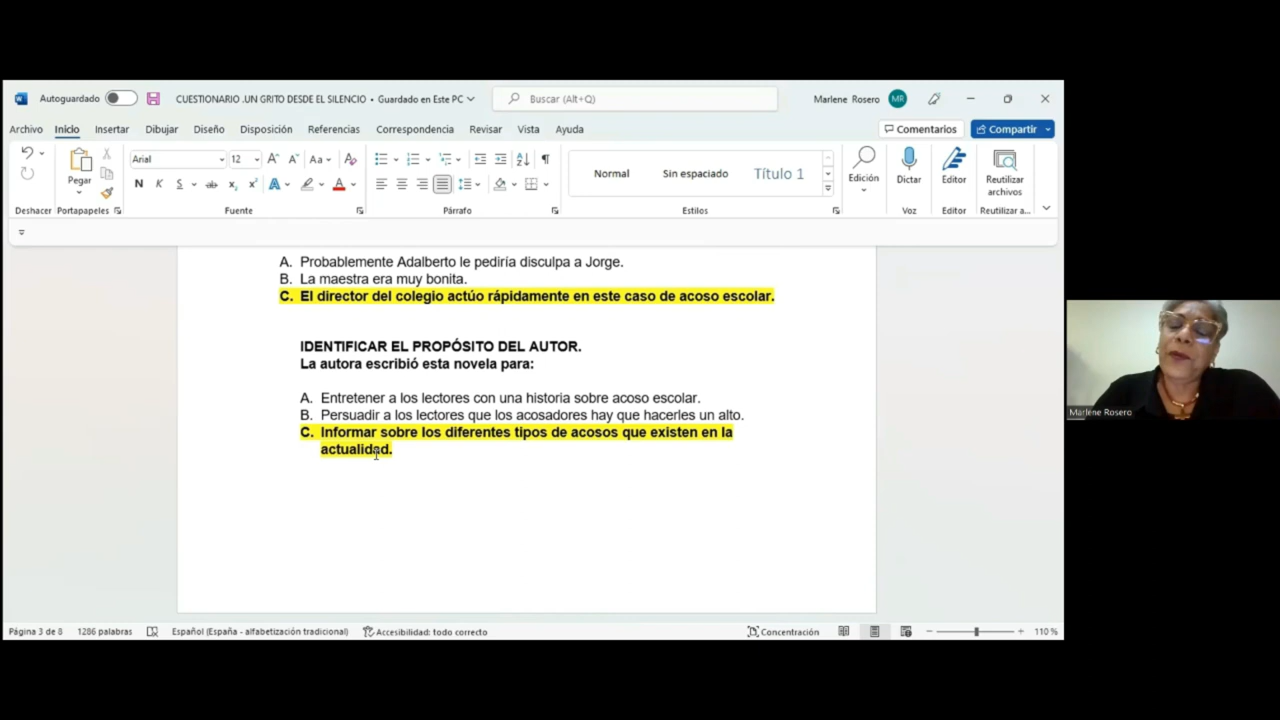 Autoguardado
CUESTIONARIO .UN GRITO DESDE EL SILENCIO • Guardado en Este PC
Buscar (Alt+Q)
Marlene Rosero
MR
Archivo Inicio Insertar Dibujar Diseño Disposición Referencias Correspondencia Revisar Vista Ayuda
Comentarios
Compartir
Pegar
Arial
12
Normal
Sin espaciado
Título 1
Edición
Dictar
Editor
Reutilizar archivos
Deshacer Portapapeles Fuente Párrafo Estilos Voz Editor Reutilizar a...
A. Probablemente Adalberto le pediría disculpa a Jorge.
B. La maestra era muy bonita.
C. El director del colegio actúo rápidamente en este caso de acoso escolar.
IDENTIFICAR EL PROPÓSITO DEL AUTOR.
La autora escribió esta novela para:
A. Entretener a los lectores con una historia sobre acoso escolar.
B. Persuadir a los lectores que los acosadores hay que hacerles un alto.
C. Informar sobre los diferentes tipos de acosos que existen en la
actualidad.
Marlene Rosero
Página 3 de 8 1286 palabras Español (España - alfabetización tradicional) Accesibilidad: todo correcto Concentración 110 %